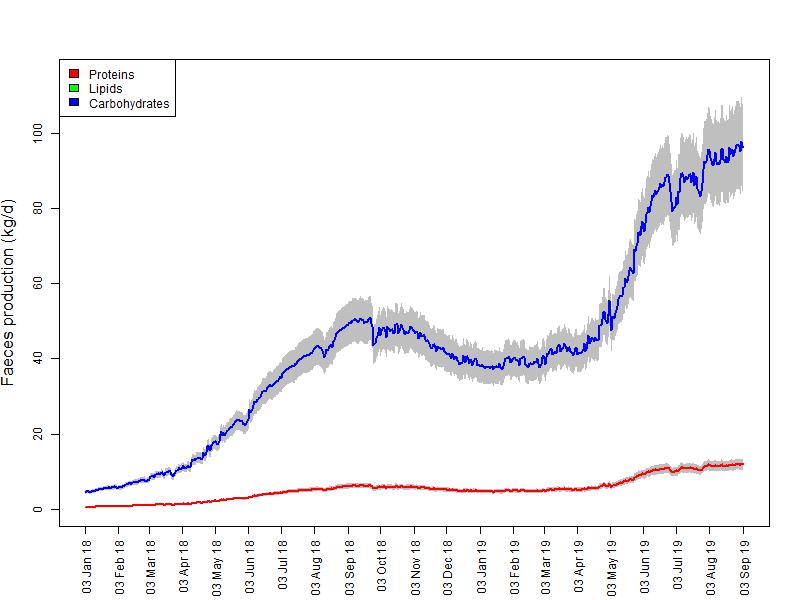 Proteins
Lipids
Carbohydrates
Faeces production (kg/d)
100
80
60
40
20
0
03 Jan 18
03 Feb 18
03 Mar 18
03 Apr 18
03 May 18
03 Jun 18
03 Jul 18
03 Aug 18
03 Sep 18
03 Oct 18
03 Nov 18
03 Dec 18
03 Jan 19
03 Feb 19
03 Mar 19
03 Apr 19
03 May 19
03 Jun 19
03 Jul 19
03 Aug 19
03 Sep 19